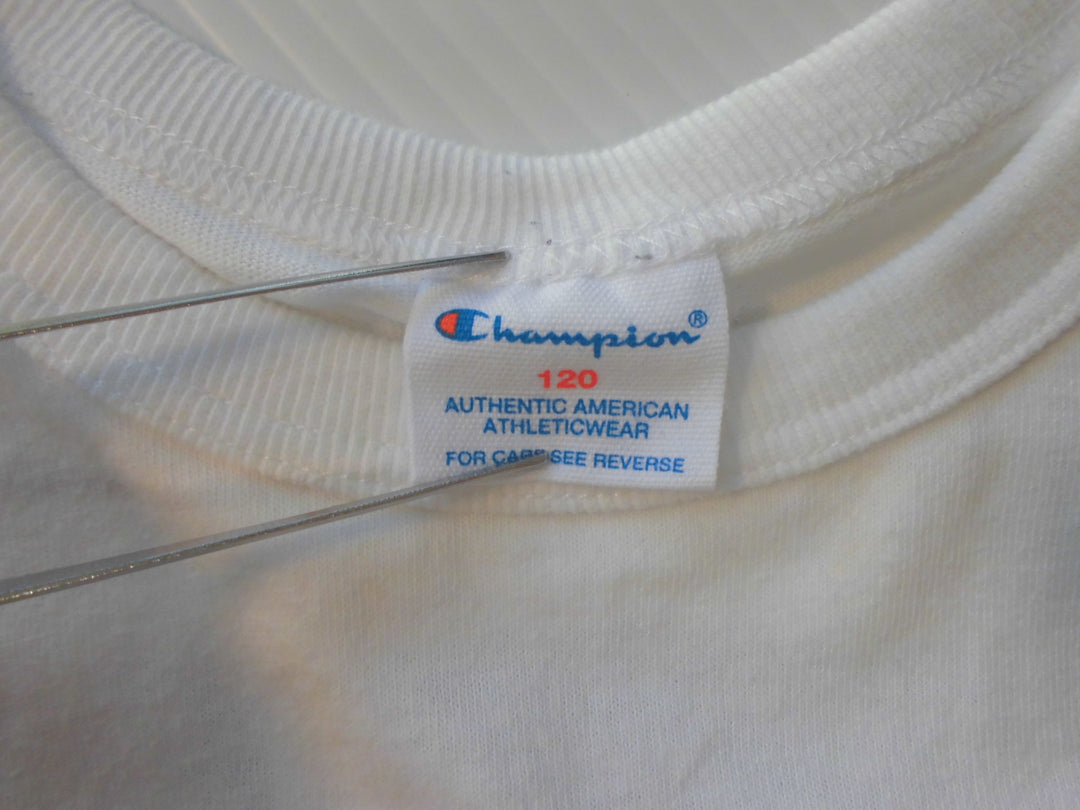 Champion®
120
AUTHENTIC AMERICAN
ATHLETICWEAR
FOR CARE SEE REVERSE